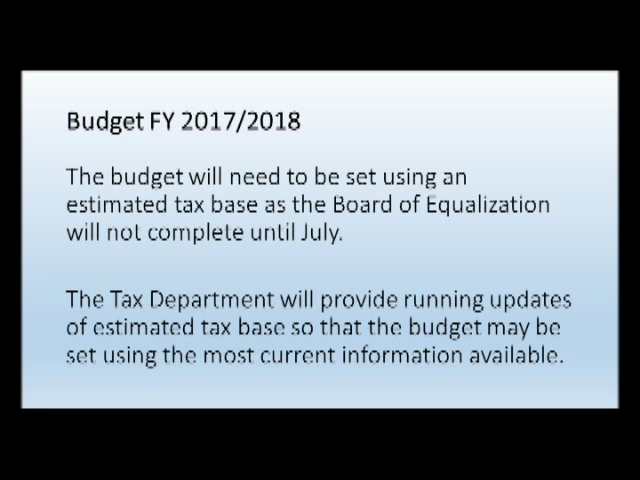 Budget FY 2017/2018
The budget will need to be set using an
estimated tax base as the Board of Equalization
will not complete until July.
The Tax Department will provide running updates
of estimated tax base so that the budget may be
set using the most current information available.